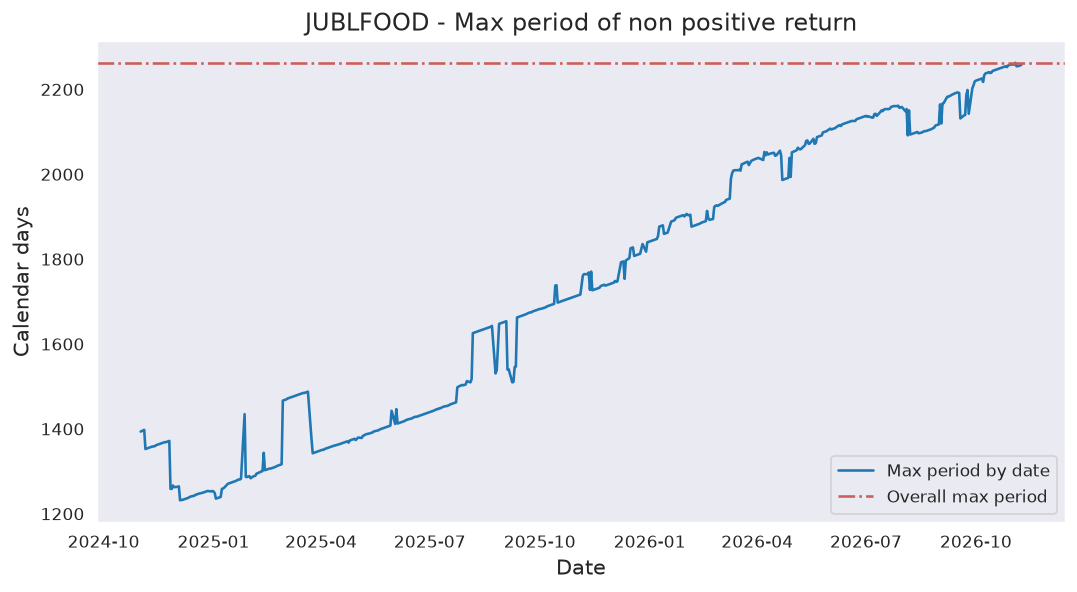 JUBLFOOD - Max period of non positive return
Calendar days
2200
2000
1800
1600
1400
1200
2024-10 2025-01 2025-04 2025-07 2025-10 2026-01 2026-04 2026-07 2026-10
Date
Max period by date
Overall max period